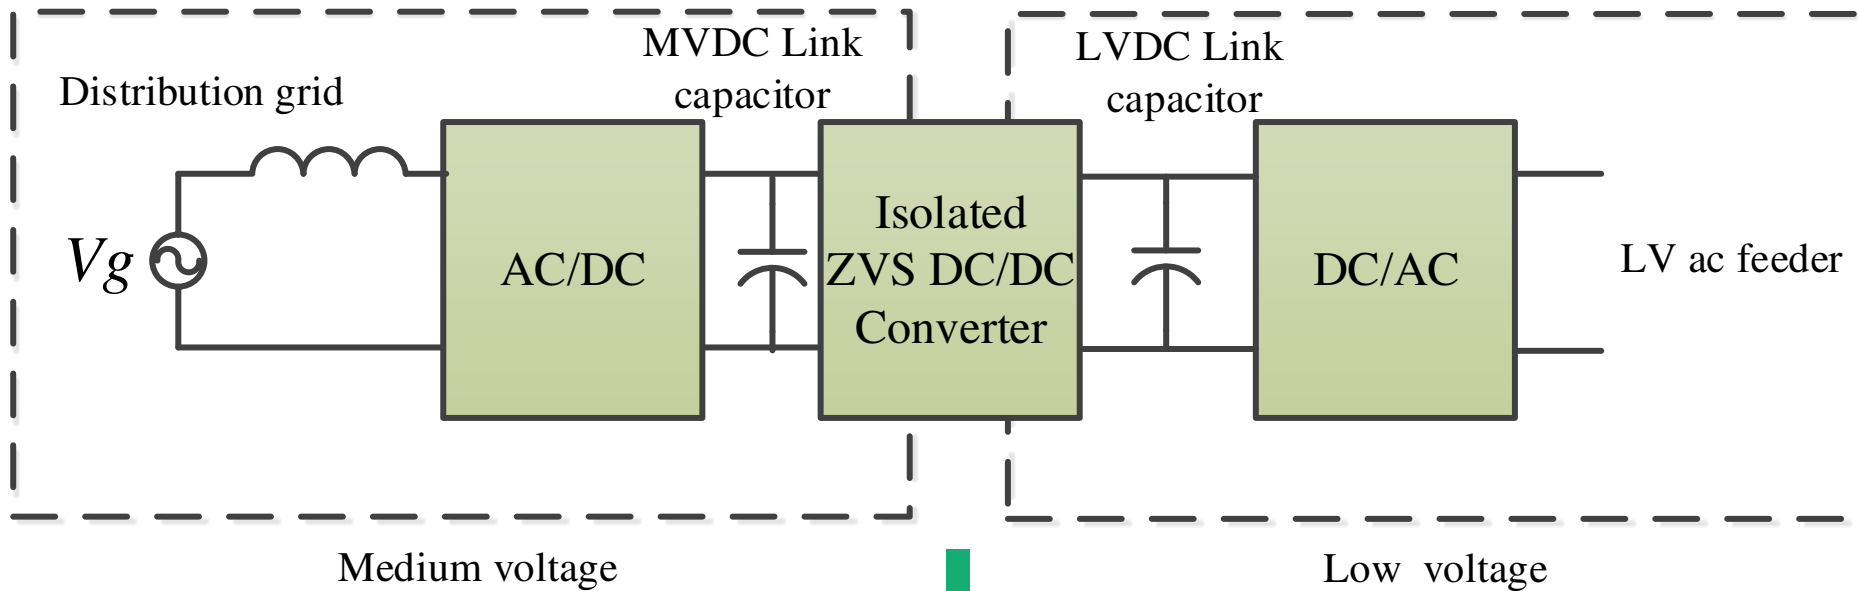 MVDC Link
capacitor
LVDC Link
capacitor
Distribution grid
Vg
AC/DC
Isolated
ZVS DC/DC
Converter
DC/AC
LV ac feeder
Medium voltage
Low voltage